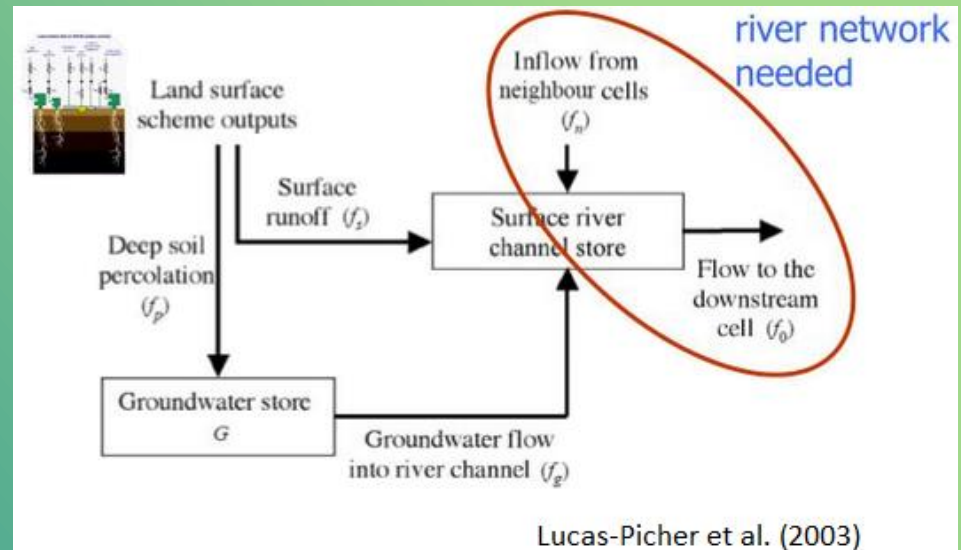 river network
needed
Land surface
scheme outputs
Inflow from
neighbour cells
(fn)
Surface
runoff (fs)
Surface river
channel store
Deep soil
percolation
(fp)
Flow to the
downstream
cell (f0)
Groundwater store
G
Groundwater flow
into river channel (fg)
Lucas-Picher et al. (2003)